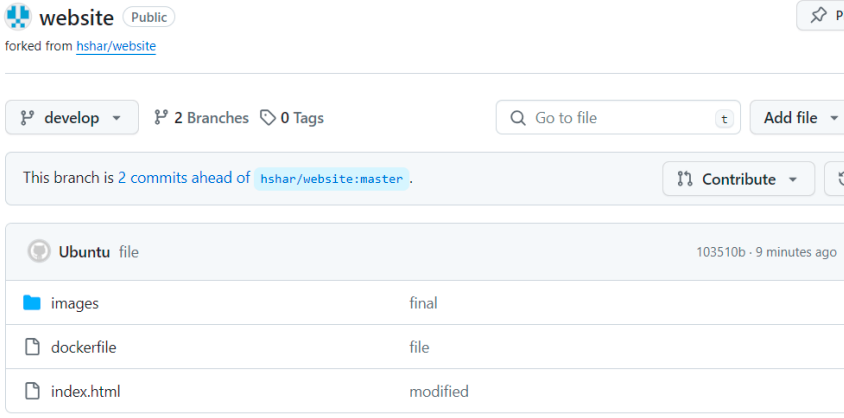 website Public
P
forked from hshar/website
develop 2 Branches 0 Tags Go to file t Add file
This branch is 2 commits ahead of hshar/website:master . Contribute
Ubuntu file 103510b · 9 minutes ago
images final
dockerfile file
index.html modified